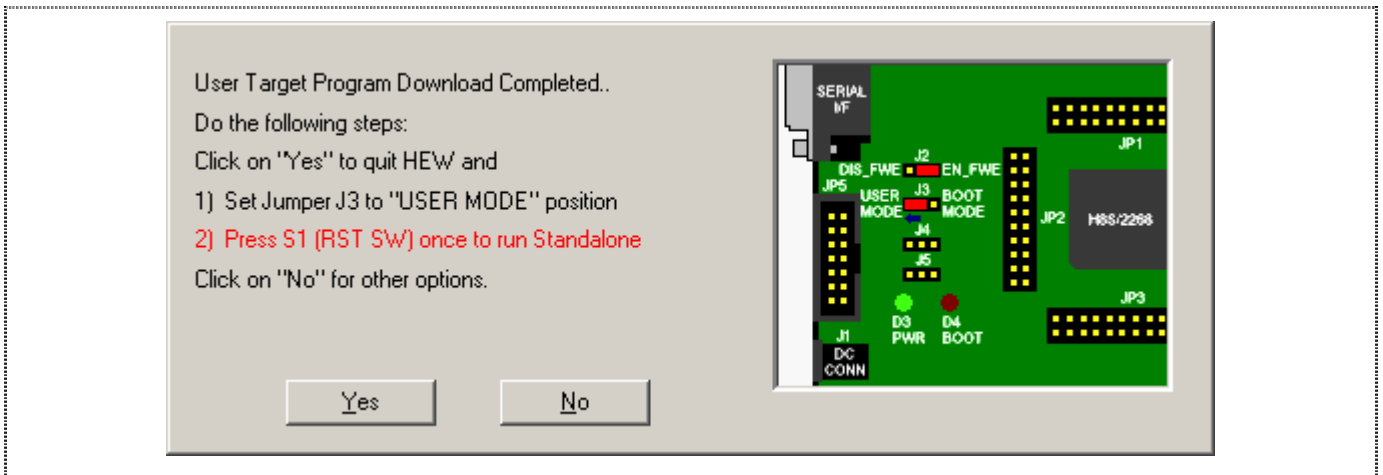 User Target Program Download Completed..
Do the following steps:
Click on "Yes" to quit HEW and
1) Set Jumper J3 to "USER MODE" position
2) Press S1 (RST SW) once to run Standalone
Click on "No" for other options.
Yes
No
SERIAL
I/F
JP1
J2
DIS_FWE
EN_FWE
JP5
USER
MODE
J3
BOOT
MODE
JP2
H8S/2268
J4
J5
JP3
D3
PWR
D4
BOOT
J1
DC
CONN